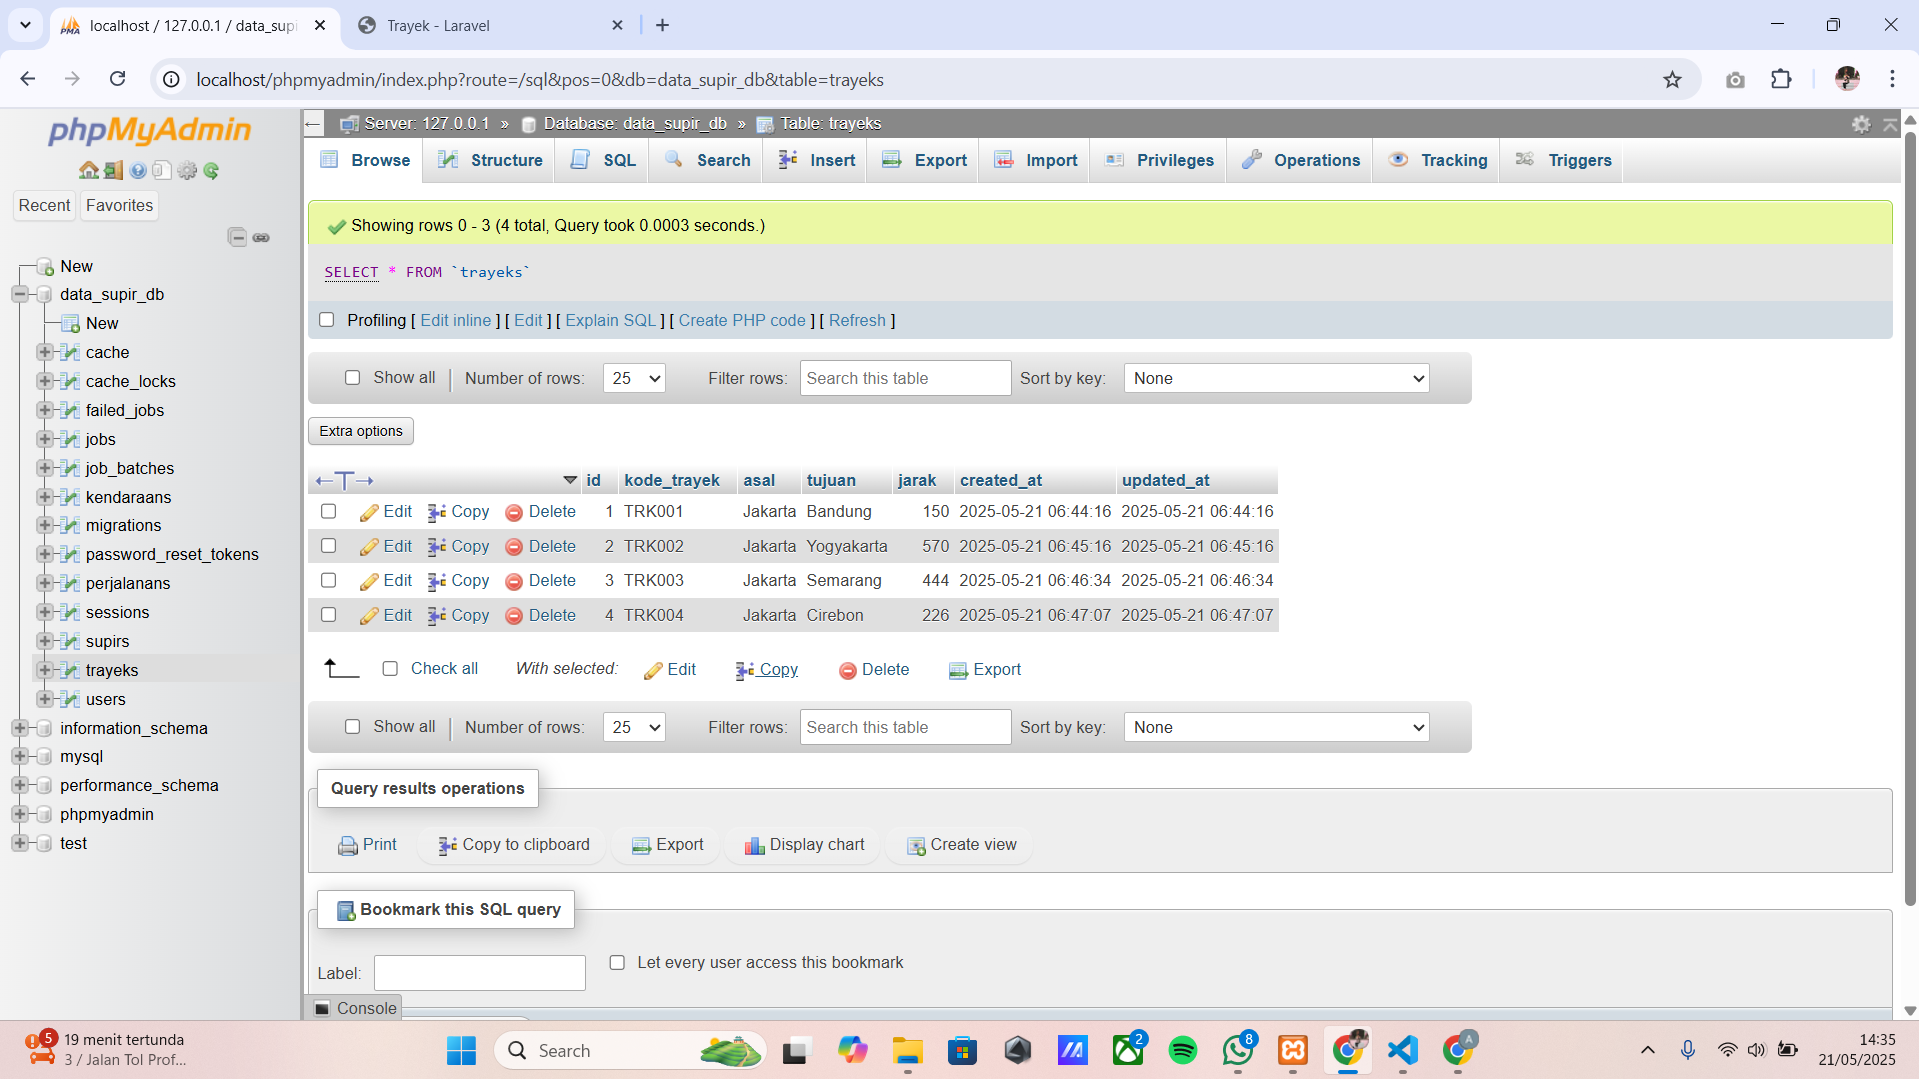 localhost / 127.0.0.1 / data_supi
Trayek - Laravel
localhost/phpmyadmin/index.php?route=/sql&pos=0&db=data_supir_db&table=trayeks
phpMyAdmin
Recent
Favorites
New
data_supir_db
New
cache
cache_locks
failed_jobs
jobs
job_batches
kendaraans
migrations
password_reset_tokens
perjalanans
sessions
supirs
trayeks
users
information_schema
mysql
performance_schema
phpmyadmin
test
Server: 127.0.0.1 » Database: data_supir_db » Table: trayeks
Browse Structure SQL Search Insert Export Import Privileges Operations Tracking Triggers
Showing rows 0 - 3 (4 total, Query took 0.0003 seconds.)
SELECT * FROM `trayeks`
Profiling [ Edit inline ] [ Edit ] [ Explain SQL ] [ Create PHP code ] [ Refresh ]
Show all | Number of rows: 25 Filter rows: Search this table Sort by key: None
Extra options
←T→ id kode_trayek asal tujuan jarak created_at updated_at
Edit Copy Delete 1 TRK001 Jakarta Bandung 150 2025-05-21 06:44:16 2025-05-21 06:44:16
Edit Copy Delete 2 TRK002 Jakarta Yogyakarta 570 2025-05-21 06:45:16 2025-05-21 06:45:16
Edit Copy Delete 3 TRK003 Jakarta Semarang 444 2025-05-21 06:46:34 2025-05-21 06:46:34
Edit Copy Delete 4 TRK004 Jakarta Cirebon 226 2025-05-21 06:47:07 2025-05-21 06:47:07
Check all With selected: Edit Copy Delete Export
Show all | Number of rows: 25 Filter rows: Search this table Sort by key: None
Query results operations
Print Copy to clipboard Export Display chart Create view
Bookmark this SQL query
Label: Let every user access this bookmark
Console
5 19 menit tertunda
3 / Jalan Tol Prof...
Search
2
8
A
14:35
21/05/2025